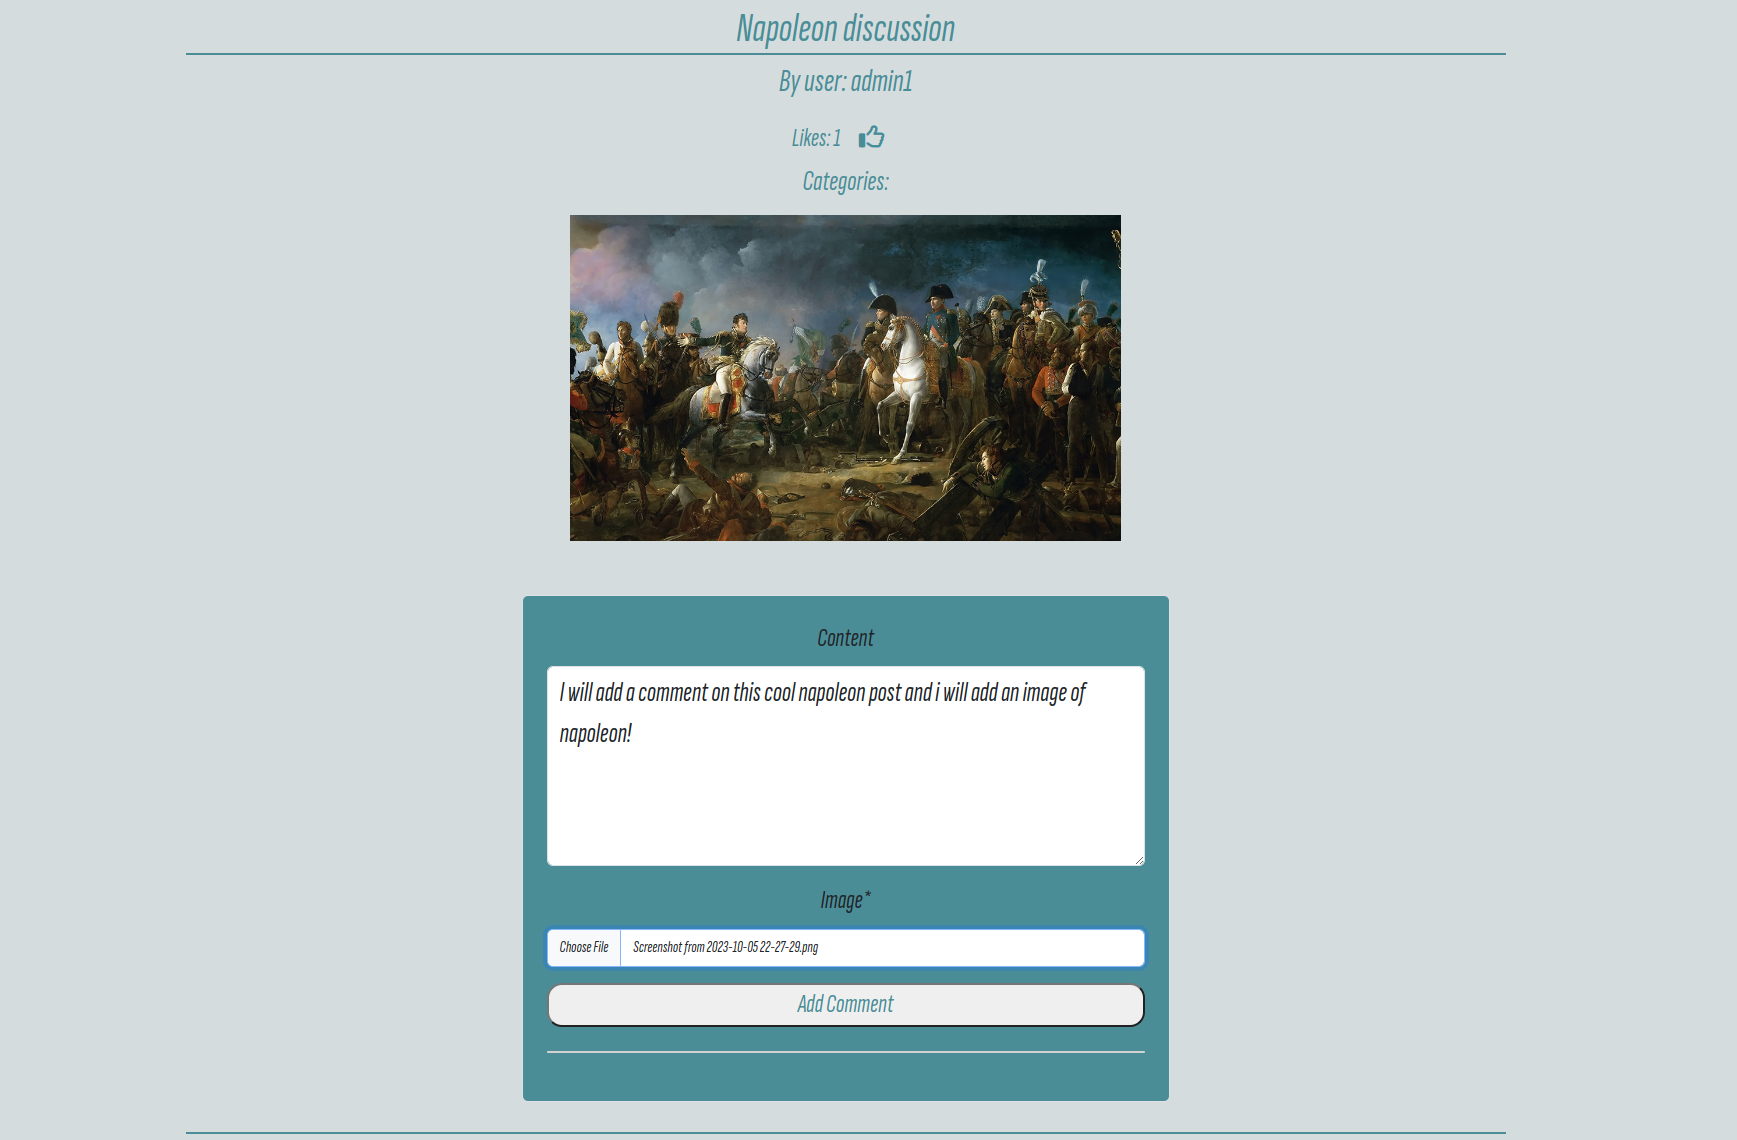 Napoleon discussion
By user: admin1
Likes: 1
Categories:
Content
I will add a comment on this cool napoleon post and i will add an image of
napoleon!
Image*
Choose File Screenshot from 2023-10-05 22-27-29.png
Add Comment